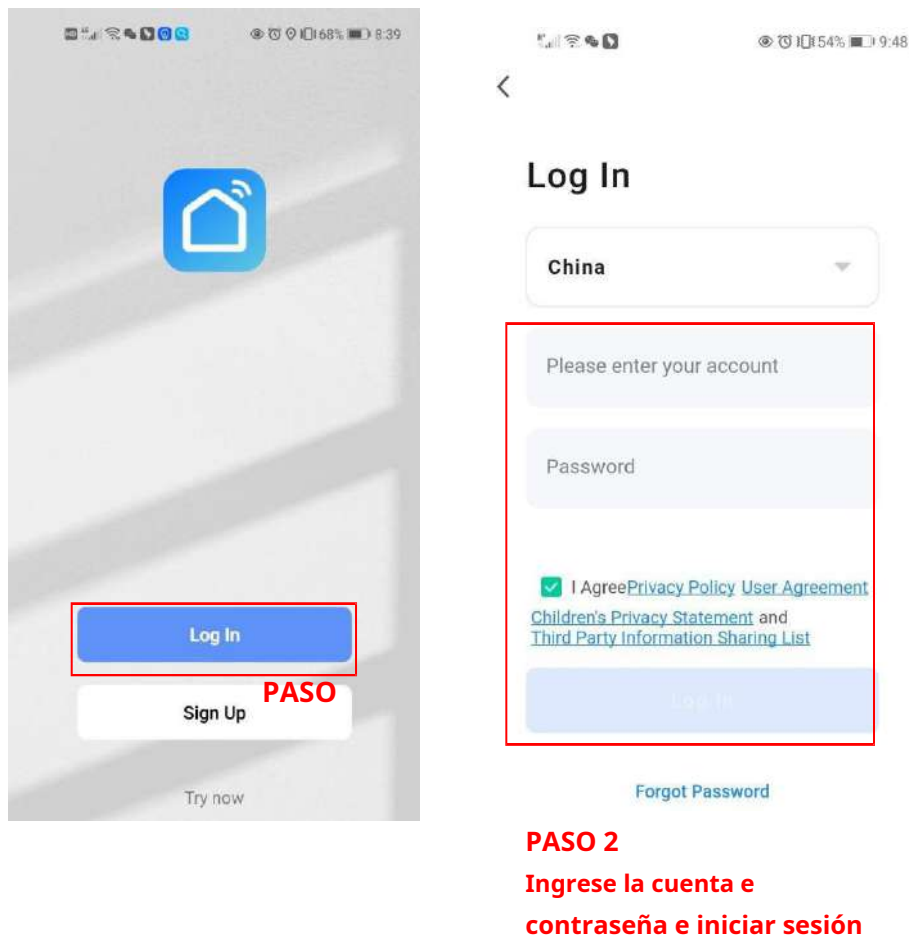 68% 8:39
Log In
PASO
Sign Up
Try now
54% 9:48
Log In
China
Please enter your account
Password
I AgreePrivacy Policy User Agreement
Children's Privacy Statement and
Third Party Information Sharing List
Log In
Forgot Password
PASO 2
Ingrese la cuenta e
contraseña e iniciar sesión